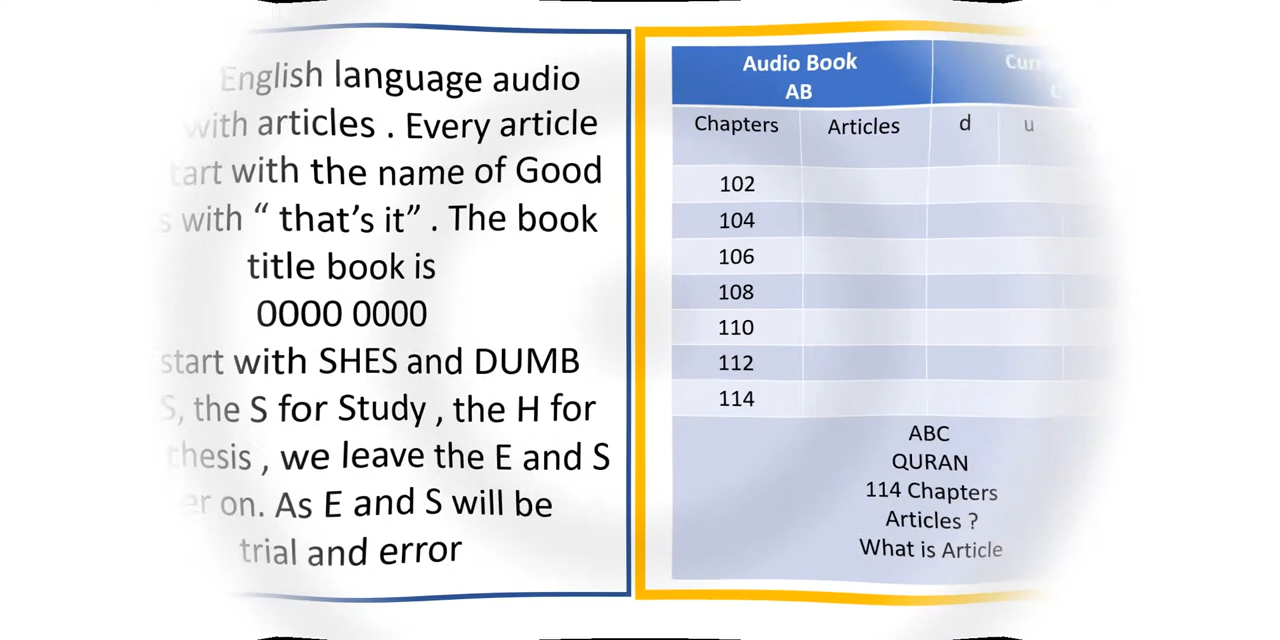 English language audio
with articles . Every article
start with the name of Good
with “ that’s it” . The book
title book is
0000 0000
start with SHES and DUMB
S, the S for Study , the H for
thesis , we leave the E and S
on. As E and S will be
trial and error
Audio Book
AB
Chapters Articles d u
102
104
106
108
110
112
114
ABC
QURAN
114 Chapters
Articles ?
What is Article